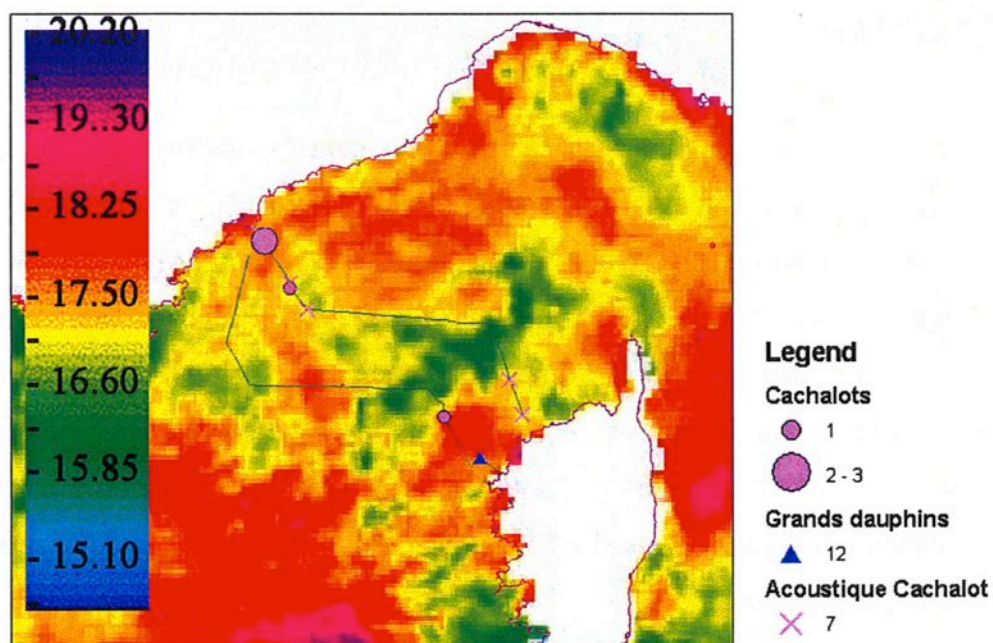 20.20
19..30
18.25
17.50
16.60
15.85
15.10
Legend
Cachalots
1
2 - 3
Grands dauphins
12
Acoustique Cachalot
7